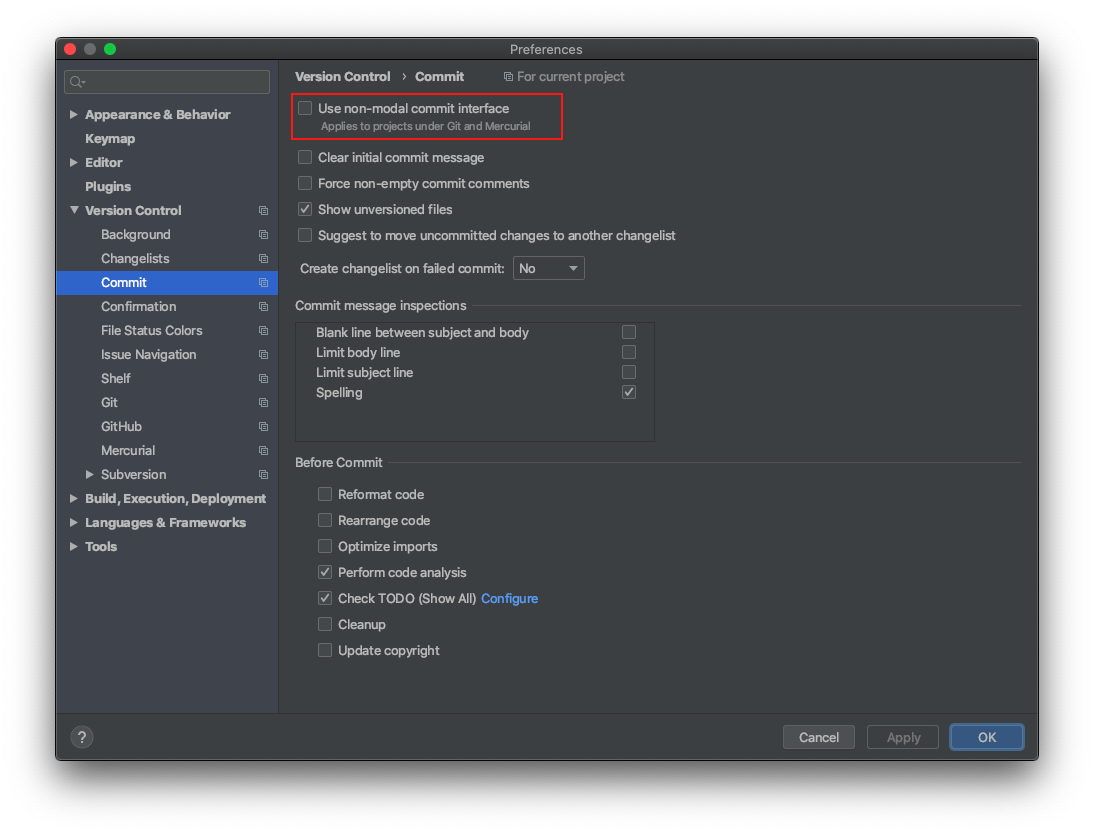 Preferences
Appearance & Behavior
Keymap
Editor
Plugins
Version Control
Background
Changelists
Commit
Confirmation
File Status Colors
Issue Navigation
Shelf
Git
GitHub
Mercurial
Subversion
Build, Execution, Deployment
Languages & Frameworks
Tools
Version Control › Commit For current project
Use non-modal commit interface
Applies to projects under Git and Mercurial
Clear initial commit message
Force non-empty commit comments
Show unversioned files
Suggest to move uncommitted changes to another changelist
Create changelist on failed commit: No
Commit message inspections
Blank line between subject and body
Limit body line
Limit subject line
Spelling
Before Commit
Reformat code
Rearrange code
Optimize imports
Perform code analysis
Check TODO (Show All) Configure
Cleanup
Update copyright
? Cancel Apply OK